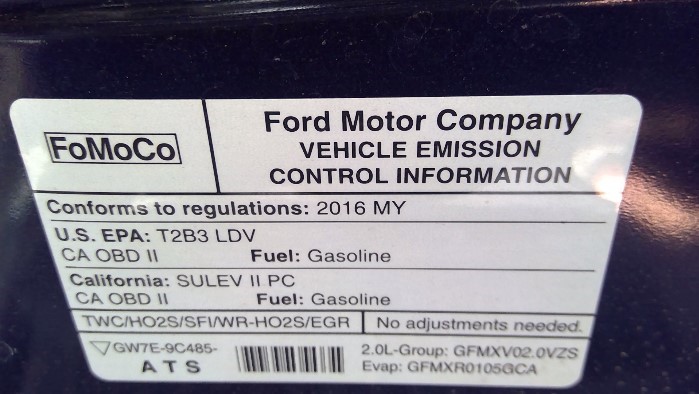 FoMoCo
Ford Motor Company
VEHICLE EMISSION
CONTROL INFORMATION
Conforms to regulations: 2016 MY
U.S. EPA: T2B3 LDV
CA OBD II Fuel: Gasoline
California: SULEV II PC
CA OBD II Fuel: Gasoline
TWC/HO2S/SFI/WR-HO2S/EGR No adjustments needed.
GW7E-9C485-
ATS
2.0L-Group: GFMXV02.0VZS
Evap: GFMXR0105GCA